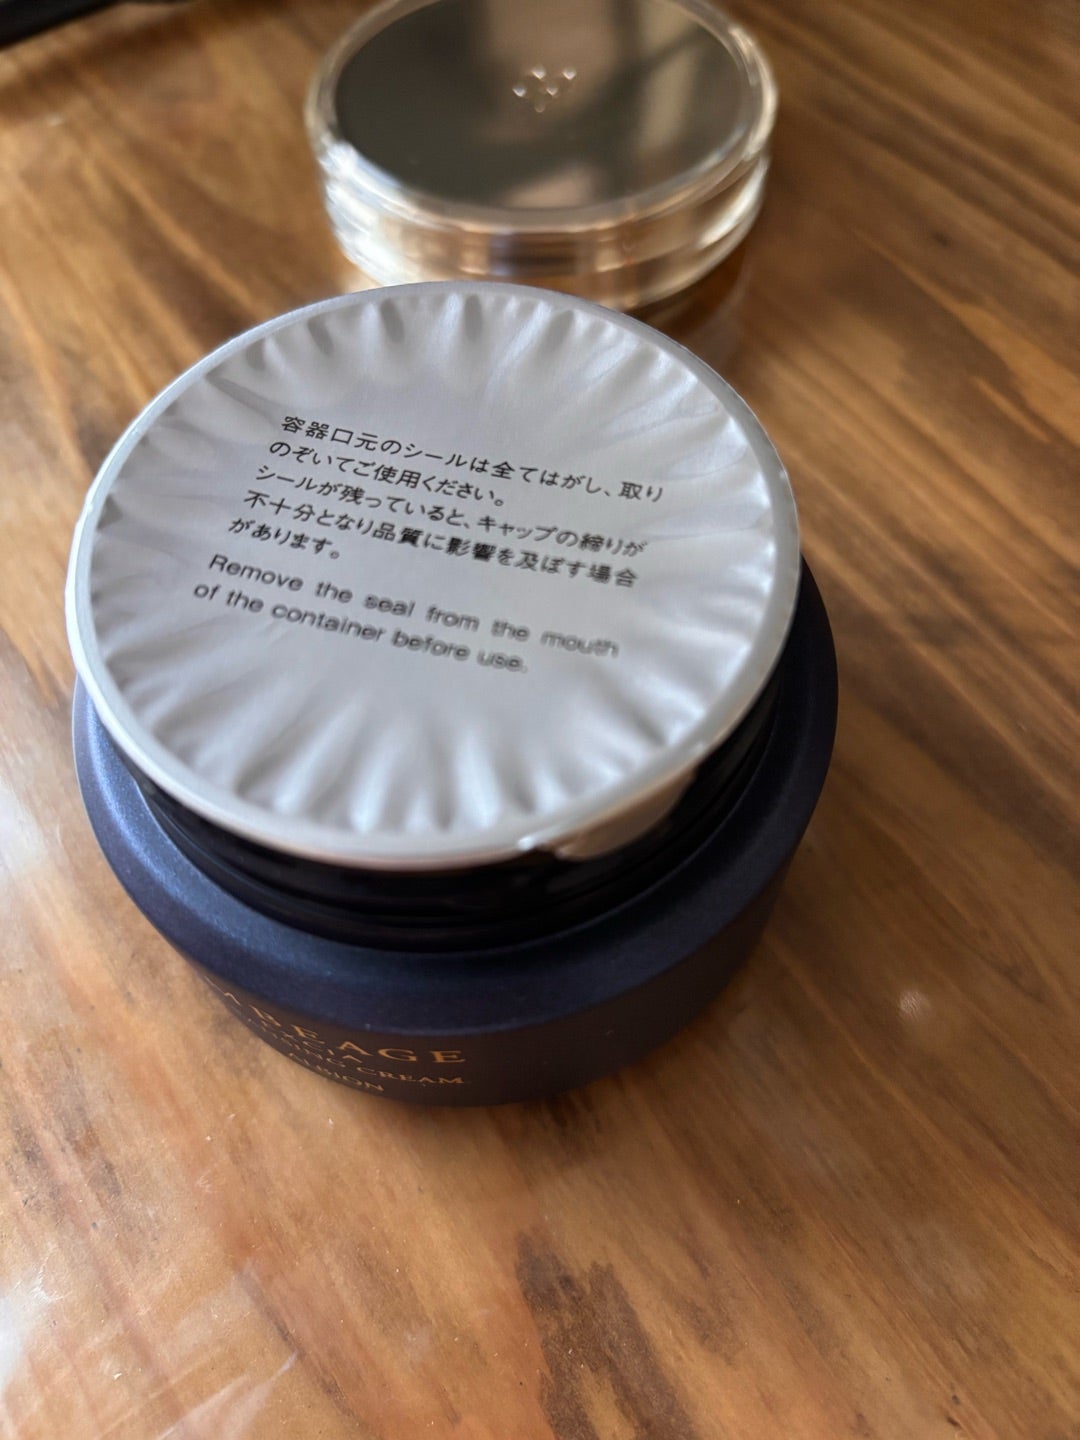 容器口元のシールは全てはがし、取り
のぞいてご使用ください。
シールが残っていると、キャップの締りが
不十分となり品質に影響を及ぼす場合
があります。
Remove the seal from the mouth
of the container before use.
AGE
CREAM
ALBION